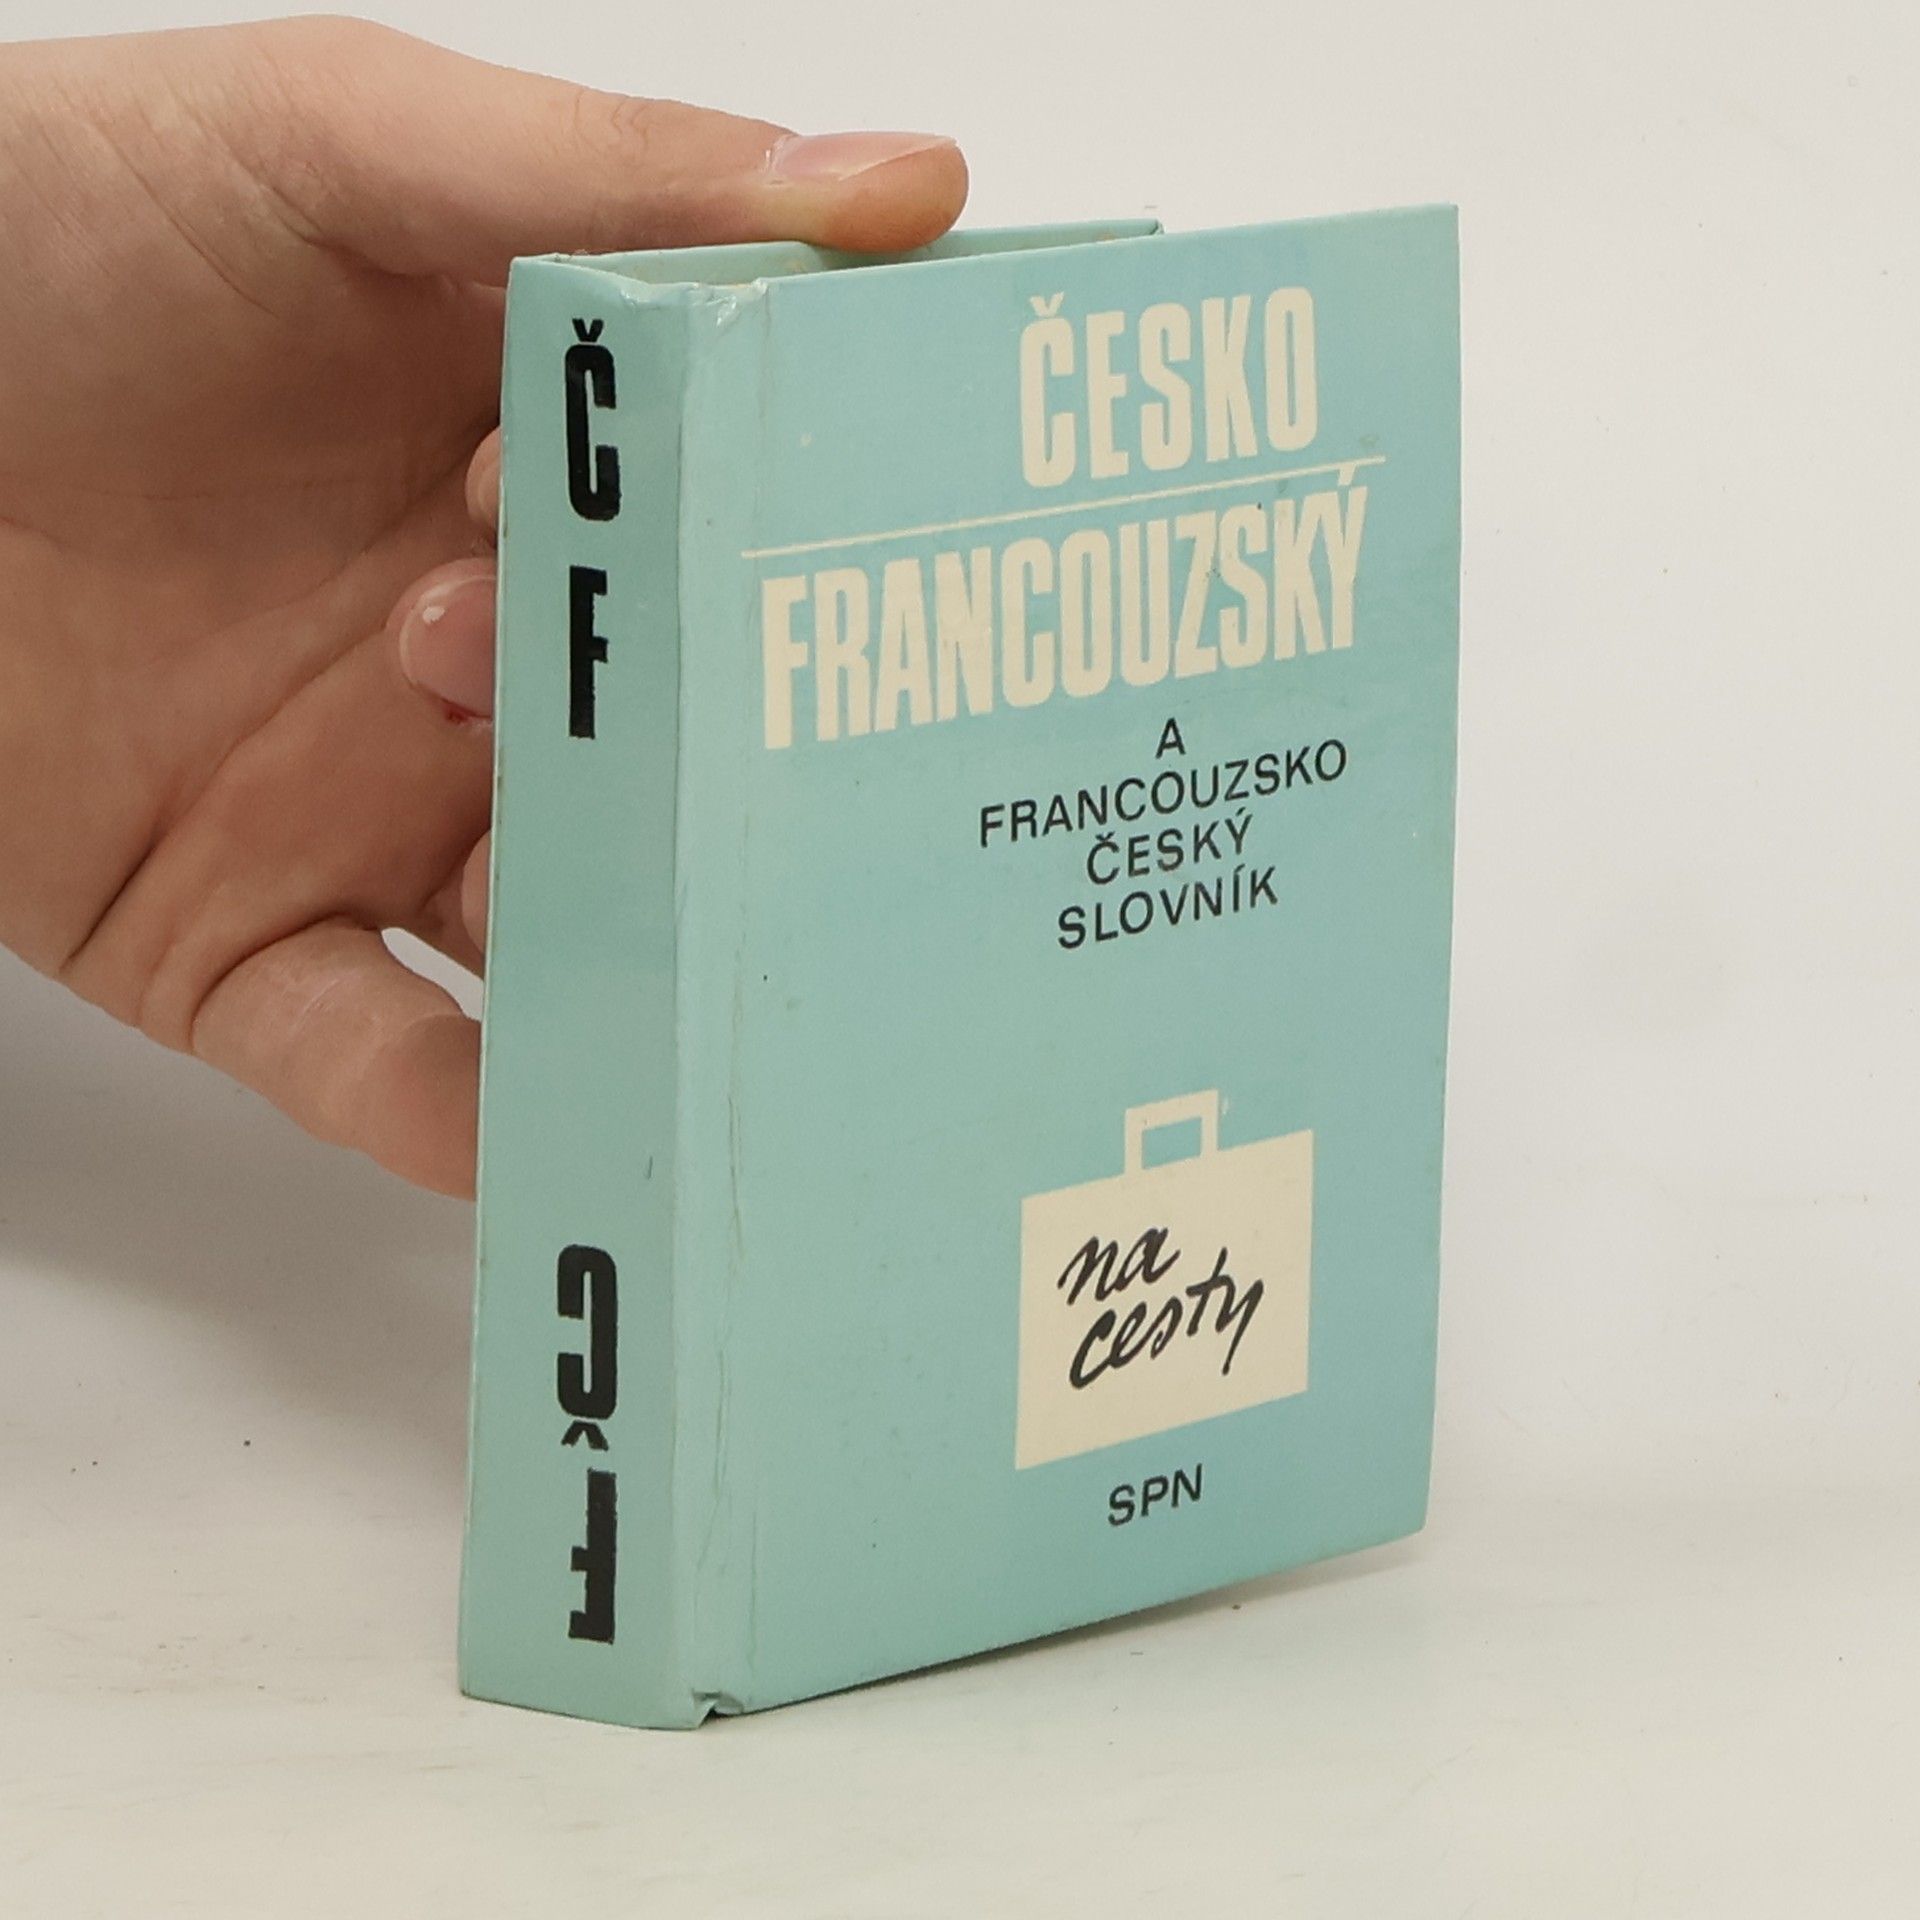 Č F
Č F
ČESKO
FRANCOUZSKÝ
A
FRANCOUZSKO
ČESKÝ
SLOVNÍK
na
cesty
SPN